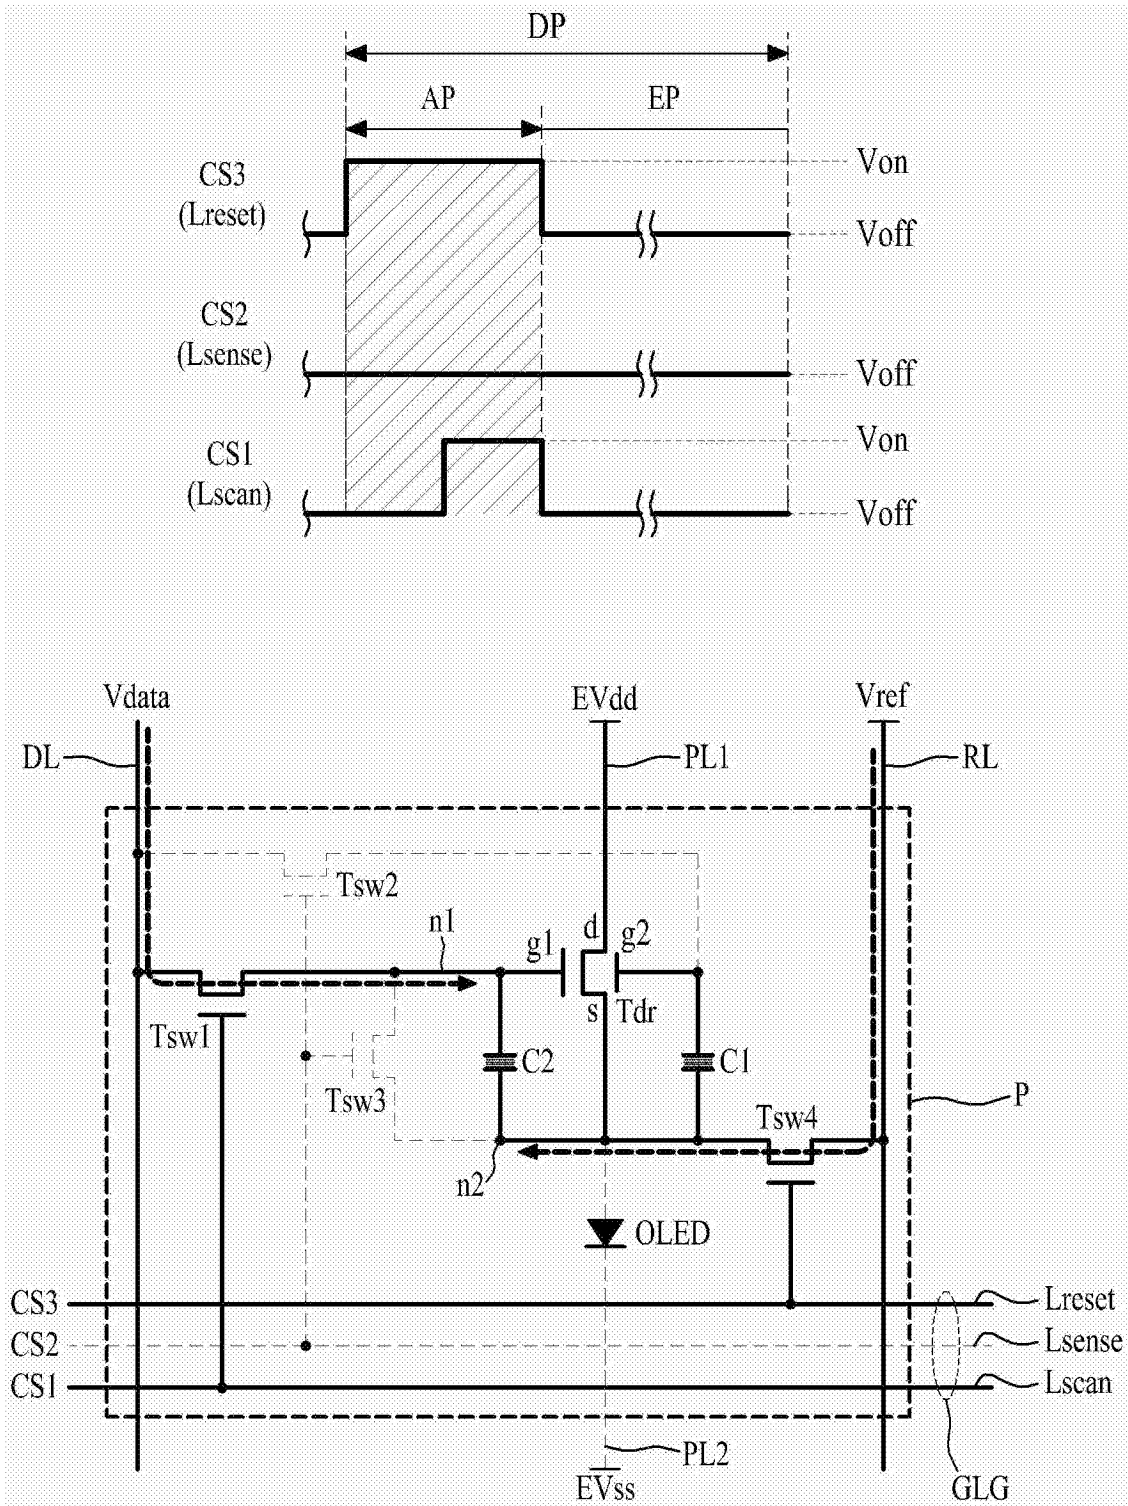 DP
AP EP
CS3
(Lreset)
Von
Voff
CS2
(Lsense)
Voff
CS1
(Lscan)
Von
Voff
Vdata EVdd Vref
DL PL1 RL
Tsw2
n1 g1 d g2
s Tdr
Tsw1
C2 C1
Tsw3 Tsw4 P
n2
OLED
CS3 Lreset
CS2 Lsense
CS1 Lscan
PL2
EVss GLG